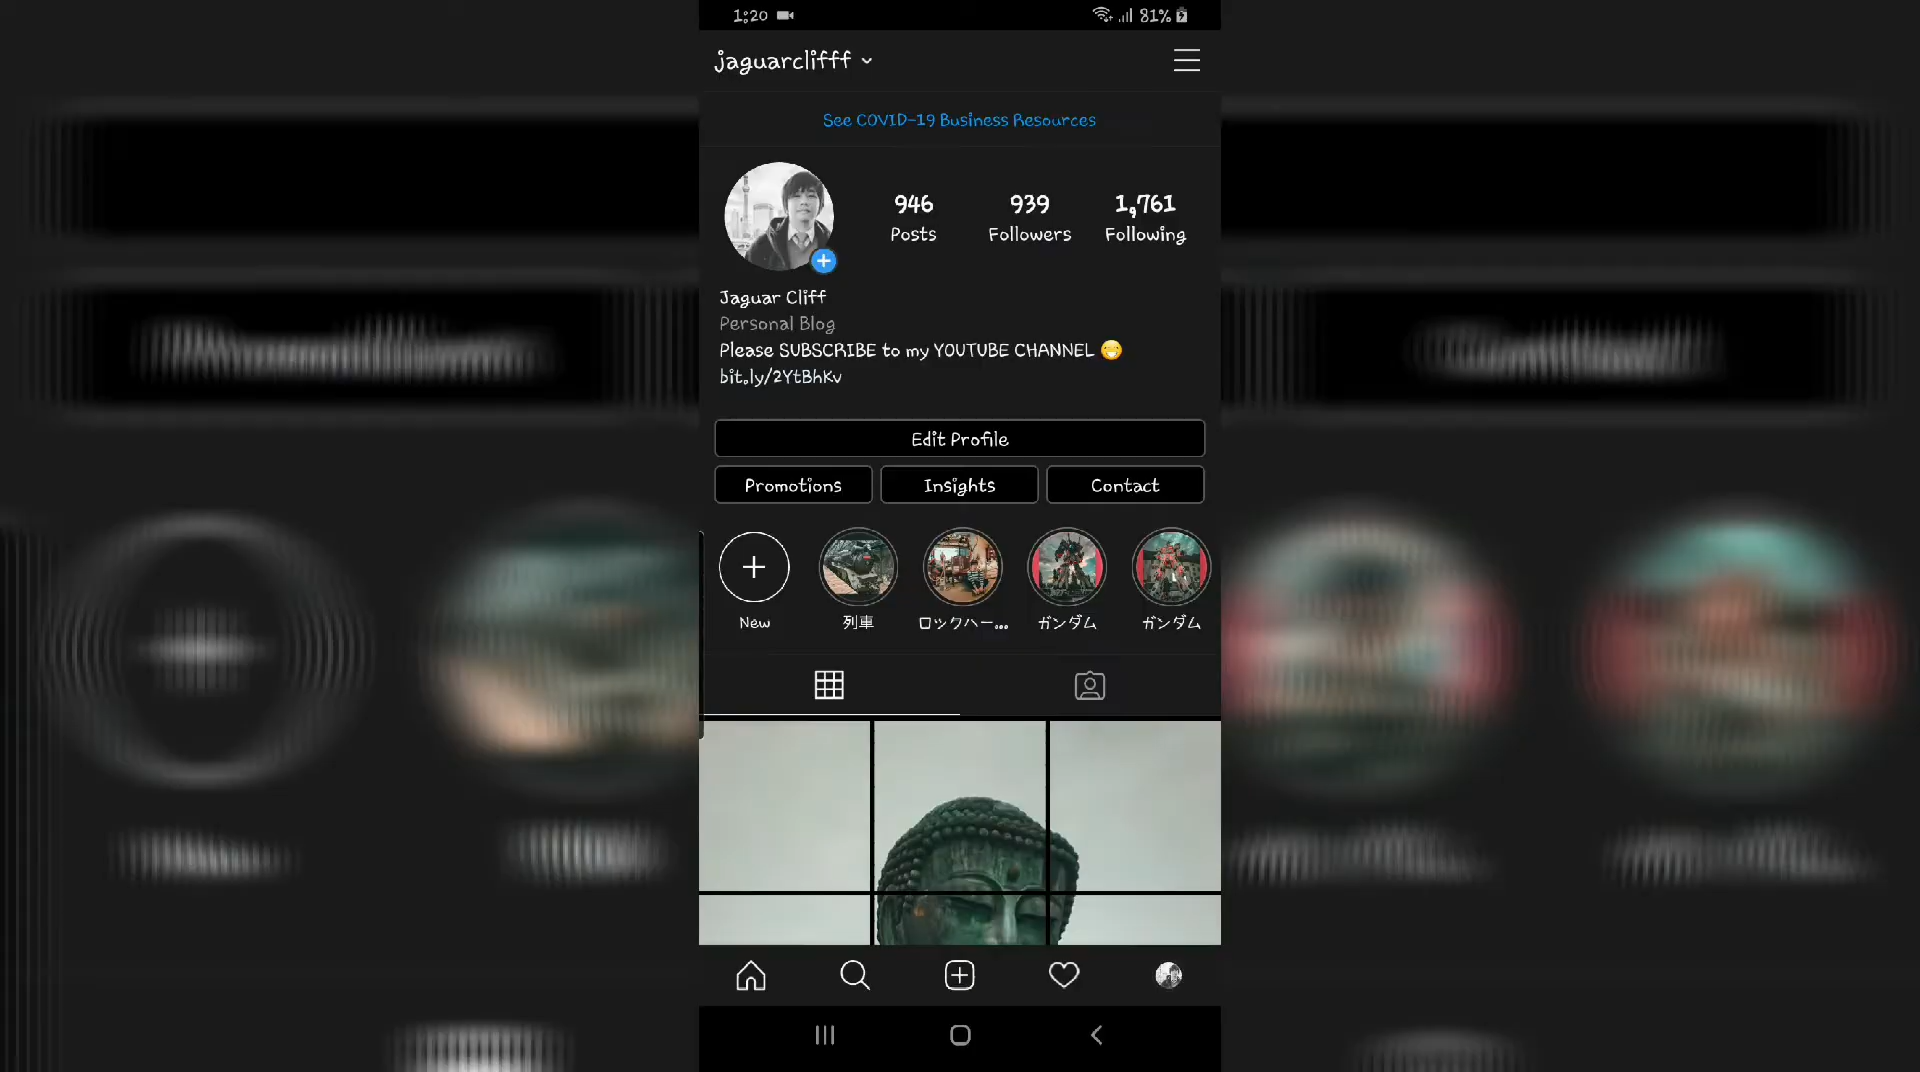 1:20 81%
jaguarclifff
See COVID-19 Business Resources
946 939 1,761
Posts Followers Following
Jaguar Cliff
Personal Blog
Please SUBSCRIBE to my YOUTUBE CHANNEL 😁
bit.ly/2YtBhKv
Edit Profile
Promotions Insights Contact
New 列車 ロックハー... ガンダム ガンダム